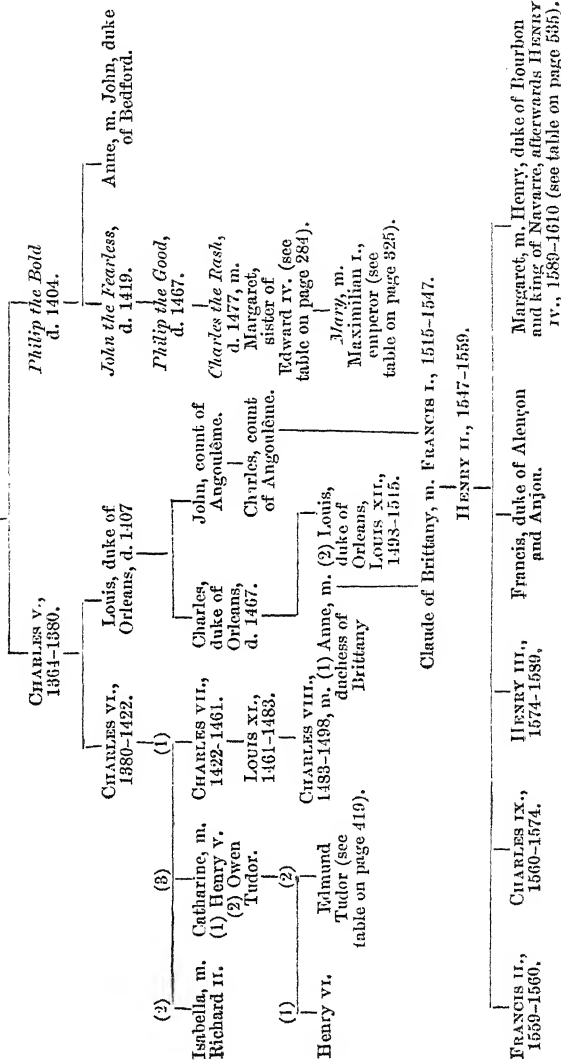 CHARLES V.,
1364–1380.
Philip the Bold
d. 1404.
CHARLES VI.,
1380–1422.
Louis, duke of
Orleans, d. 1407
John the Fearless,
d. 1419.
Anne, m. John, duke
of Bedford.
(2)
(3)
(1)
Isabella, m.
Richard II.
Catharine, m.
(1) Henry V.
(2) Owen
Tudor.
CHARLES VII.,
1422–1461.
Charles,
duke of
Orleans,
d. 1467.
John, count of
Angoulême.
Philip the Good,
d. 1467.
LOUIS XI.,
1461–1483.
Charles, count
of Angoulême.
Charles the Rash,
d. 1477, m.
Margaret,
sister of
Edward IV. (see
table on page 284).
(1)
(2)
Henry VI.
Edmund
Tudor (see
table on page 419).
CHARLES VIII.,
1483–1498, m. (1) Anne, m. (2) Louis,
duchess of
Brittany
duke of
Orleans,
LOUIS XII.,
1498–1515.
Mary, m.
Maximilian I.,
emperor (see
table on page 325).
Claude of Brittany, m. FRANCIS I., 1515–1547.
HENRY II., 1547–1559.
FRANCIS II.,
1559–1560.
CHARLES IX.,
1560–1574.
HENRY III.,
1574–1589.
Francis, duke of Alençon
and Anjou.
Margaret, m. Henry, duke of Bourbon
and king of Navarre, afterwards HENRY
IV., 1589–1610 (see table on page 535).